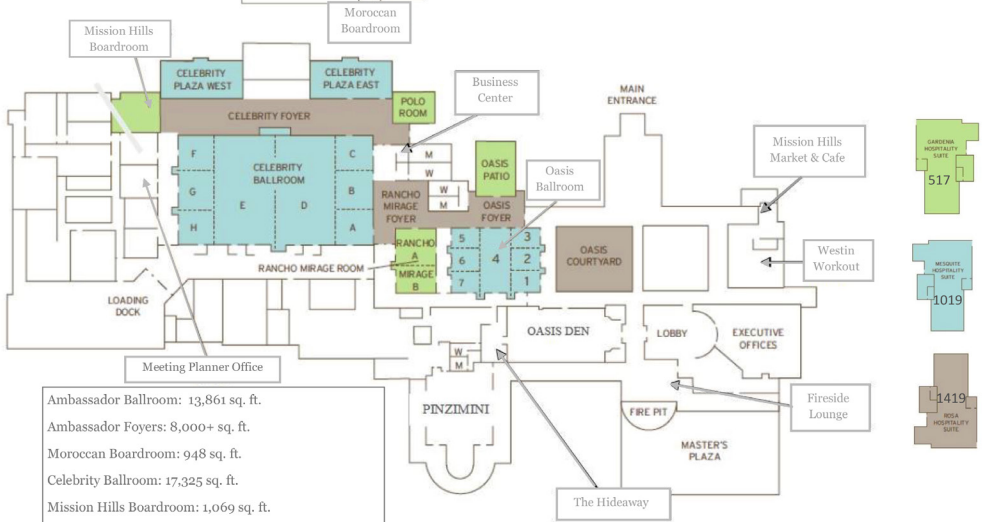 Moroccan
Boardroom
Mission Hills
Boardroom
CELEBRITY
PLAZA WEST
CELEBRITY
PLAZA EAST
Business
Center
MAIN
ENTRANCE
POLO
ROOM
CELEBRITY FOYER
Mission Hills
Market & Cafe
GARDENIA
HOSPITALITY
SUITE
517
F
C
M
W
OASIS
PATIO
Oasis
Ballroom
CELEBRITY
BALLROOM
G
E
D
B
W
M
RANCHO
MIRAGE
FOYER
OASIS
FOYER
H
A
RANCHO
A
MIRAGE
B
5
6
7
4
3
2
1
OASIS
COURTYARD
Westin
Workout
RANCHO MIRAGE ROOM
MESQUITE
HOSPITALITY
SUITE
1019
LOADING
DOCK
OASIS DEN
LOBBY
EXECUTIVE
OFFICES
W
M
Meeting Planner Office
PINZIMINI
FIRE PIT
Fireside
Lounge
1419
ROSA
HOSPITALITY
SUITE
MASTER'S
PLAZA
The Hideaway
Ambassador Ballroom: 13,861 sq. ft.
Ambassador Foyers: 8,000+ sq. ft.
Moroccan Boardroom: 948 sq. ft.
Celebrity Ballroom: 17,325 sq. ft.
Mission Hills Boardroom: 1,069 sq. ft.